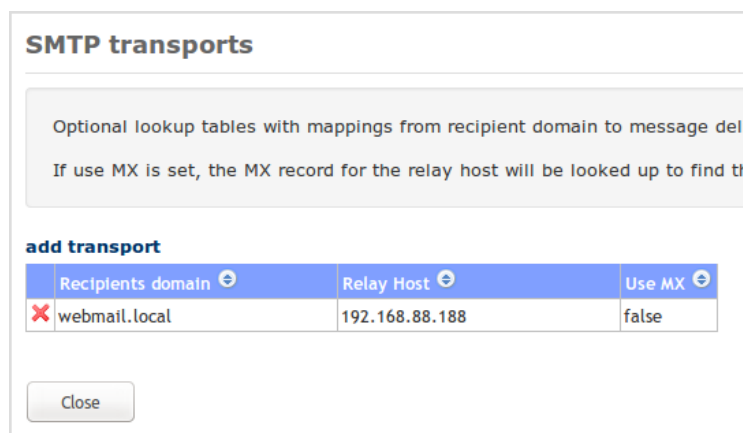 SMTP transports
Optional lookup tables with mappings from recipient domain to message del
If use MX is set, the MX record for the relay host will be looked up to find th
add transport
Recipients domain Relay Host Use MX
webmail.local 192.168.88.188 false
Close